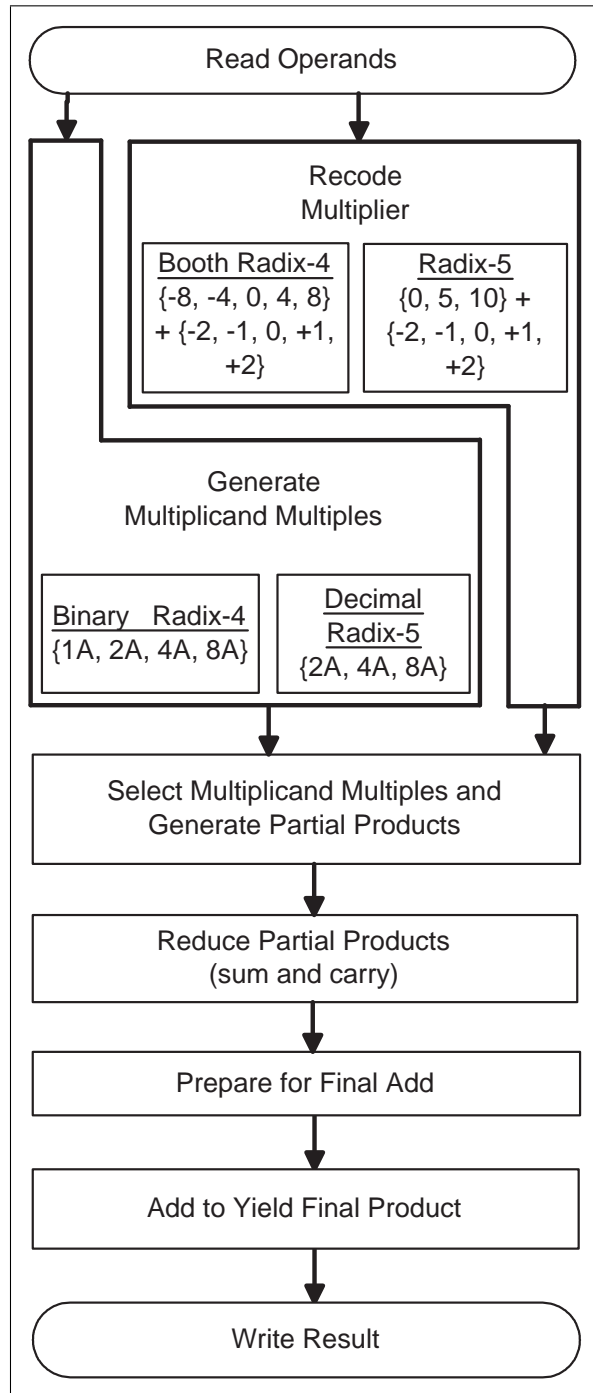 Read Operands
Recode
Multiplier
Booth Radix-4
{-8, -4, 0, 4, 8}
+ {-2, -1, 0, +1,
+2}
Radix-5
{0, 5, 10} +
{-2, -1, 0, +1,
+2}
Generate
Multiplicand Multiples
Binary Radix-4
{1A, 2A, 4A, 8A}
Decimal
Radix-5
{2A, 4A, 8A}
Select Multiplicand Multiples and
Generate Partial Products
Reduce Partial Products
(sum and carry)
Prepare for Final Add
Add to Yield Final Product
Write Result